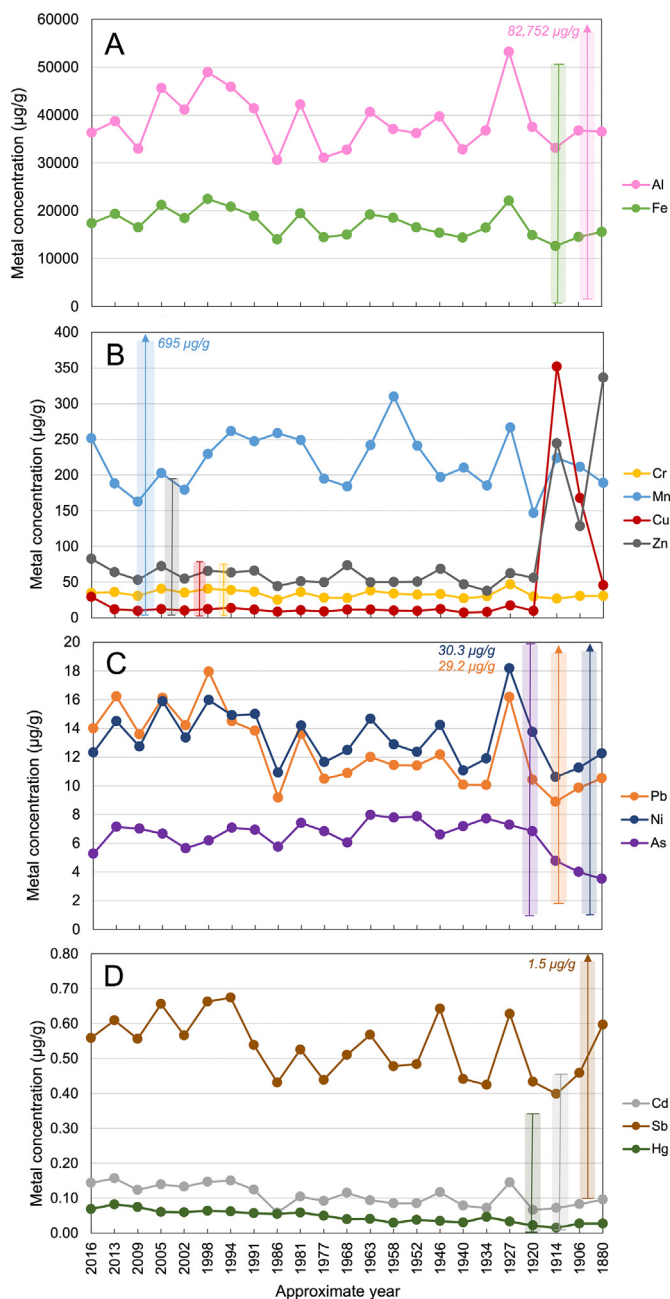 A
82,752 µg/g
Metal concentration (µg/g)
60000
50000
40000
30000
20000
10000
0
Al
Fe
B
695 µg/g
Metal concentration (µg/g)
400
350
300
250
200
150
100
50
0
Cr
Mn
Cu
Zn
C
30.3 µg/g
29.2 µg/g
Metal concentration (µg/g)
20
18
16
14
12
10
8
6
4
2
0
Pb
Ni
As
D
1.5 µg/g
Metal concentration (µg/g)
0.80
0.70
0.60
0.50
0.40
0.30
0.20
0.10
0.00
Cd
Sb
Hg
2016
2013
2009
2005
2002
1998
1994
1991
1986
1981
1977
1968
1963
1958
1952
1946
1940
1934
1927
1920
1914
1906
1880
Approximate year